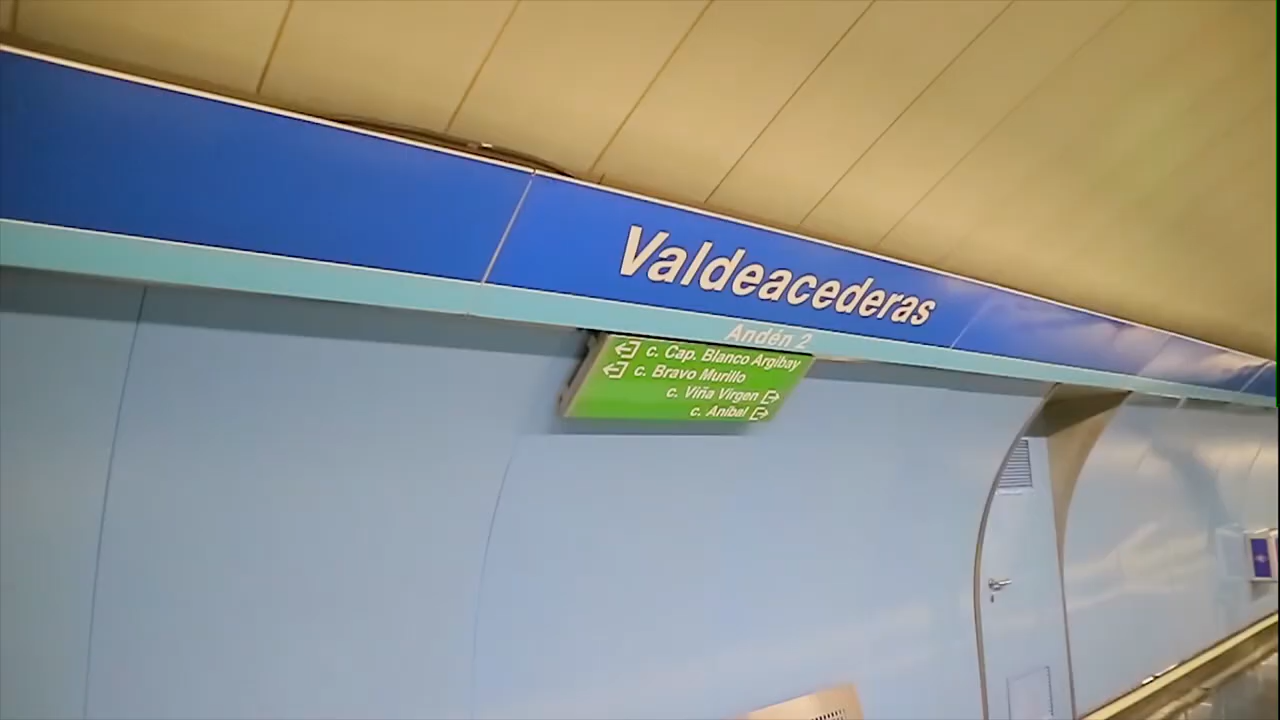 Valdeacederas
Andén 2
c. Cap. Blanco Argibay
c. Bravo Murillo
c. Viña Virgen
c. Aníbal